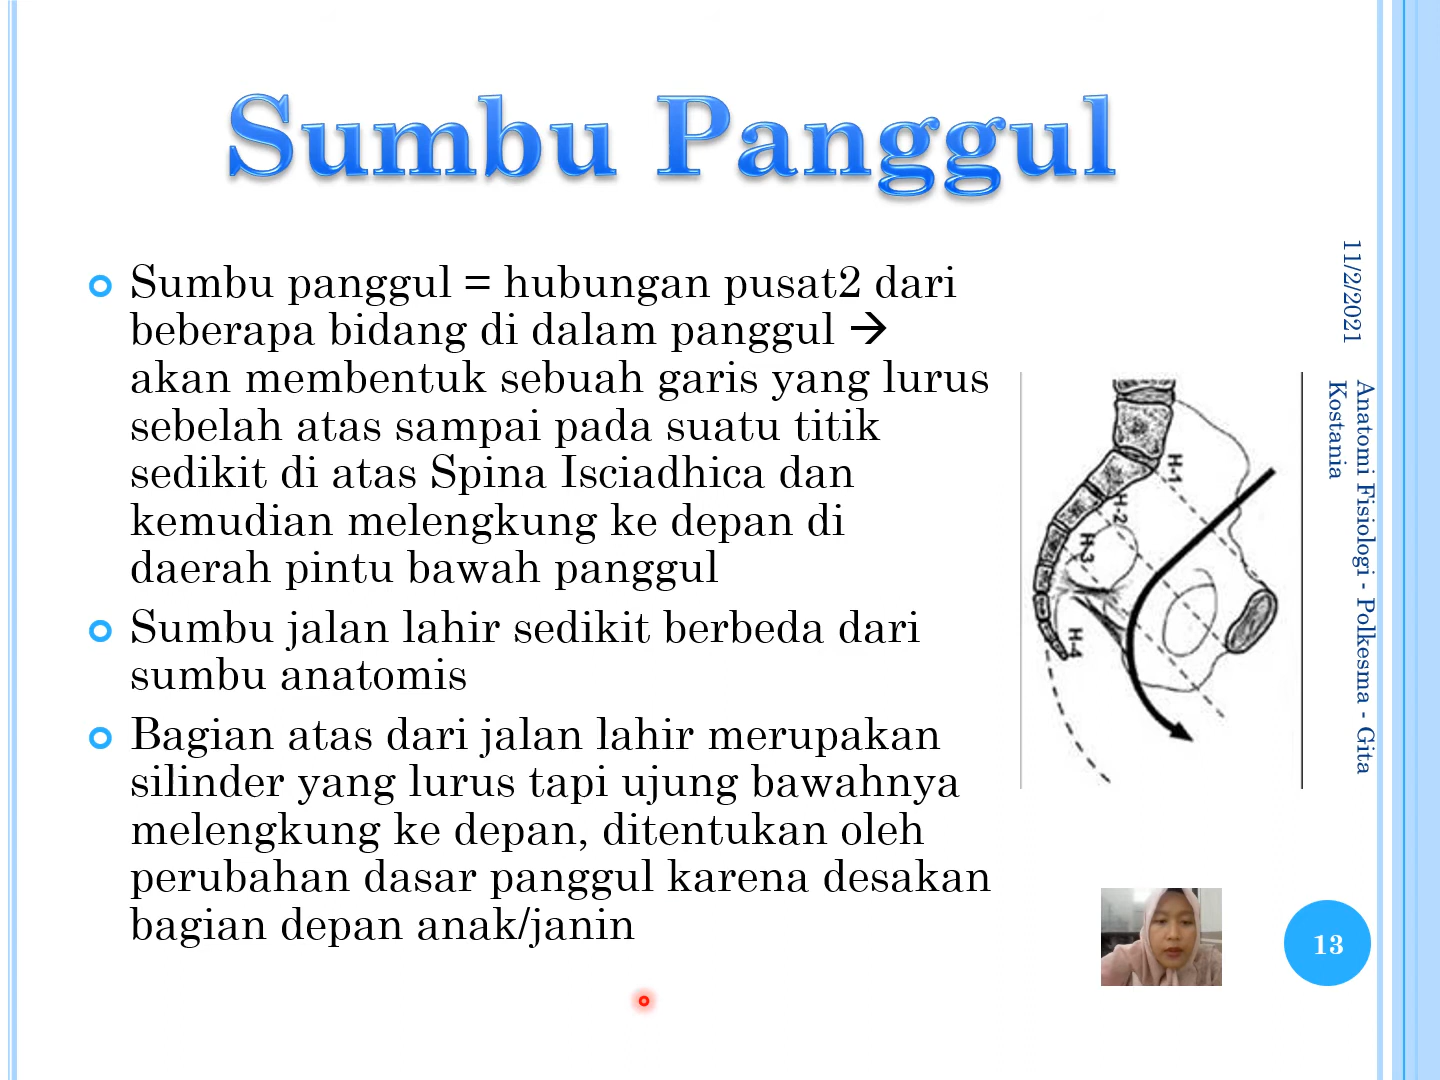 Sumbu Panggul
Sumbu panggul = hubungan pusat2 dari
beberapa bidang di dalam panggul →
akan membentuk sebuah garis yang lurus
sebelah atas sampai pada suatu titik
sedikit di atas Spina Isciadhica dan
kemudian melengkung ke depan di
daerah pintu bawah panggul
Sumbu jalan lahir sedikit berbeda dari
sumbu anatomis
Bagian atas dari jalan lahir merupakan
silinder yang lurus tapi ujung bawahnya
melengkung ke depan, ditentukan oleh
perubahan dasar panggul karena desakan
bagian depan anak/janin
H-1
H-2
H-3
H-4
11/2/2021
Anatomi Fisiologi - Polkesma - Gita
Kostania
13